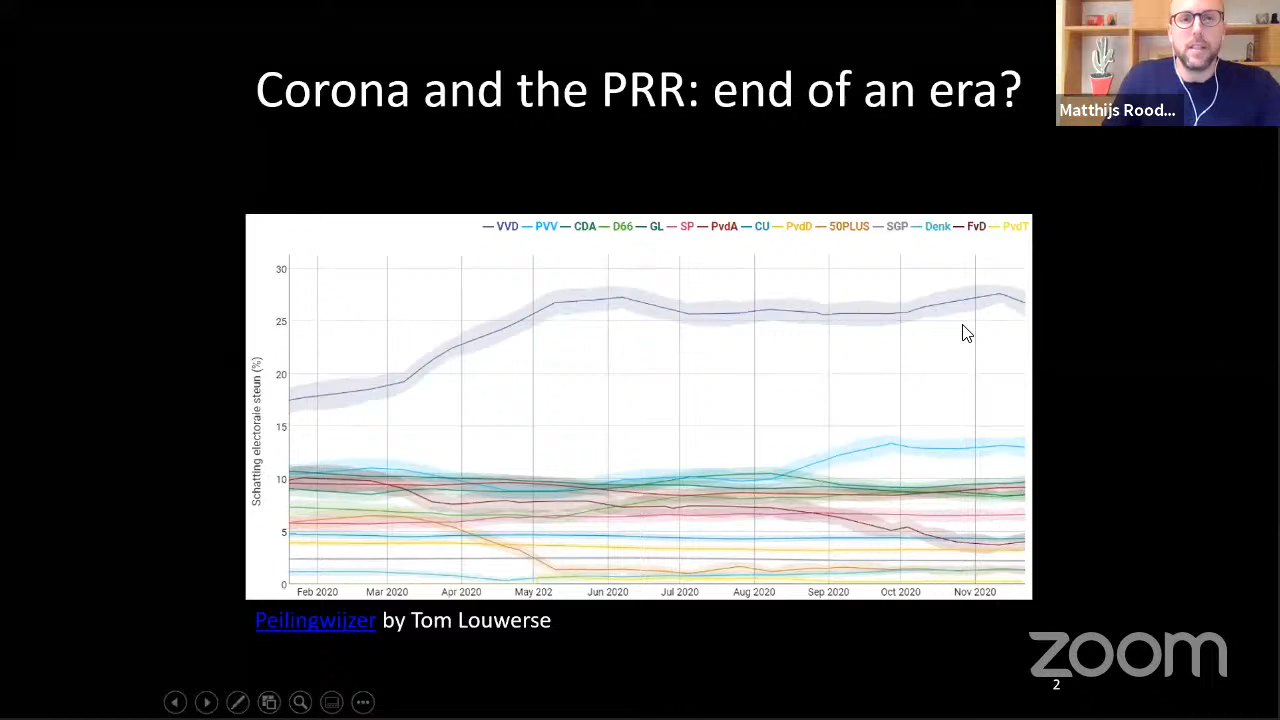 Corona and the PRR: end of an era?
Matthijs Rood...
VVD PVV CDA D66 GL SP PvdA CU PvdD 50PLUS SGP Denk FvD PvdT
Schatting electorale steun (%)
30
25
20
15
10
5
0
Feb 2020 Mar 2020 Apr 2020 May 202 Jun 2020 Jul 2020 Aug 2020 Sep 2020 Oct 2020 Nov 2020
Peilingwijzer by Tom Louwerse
zoom
2